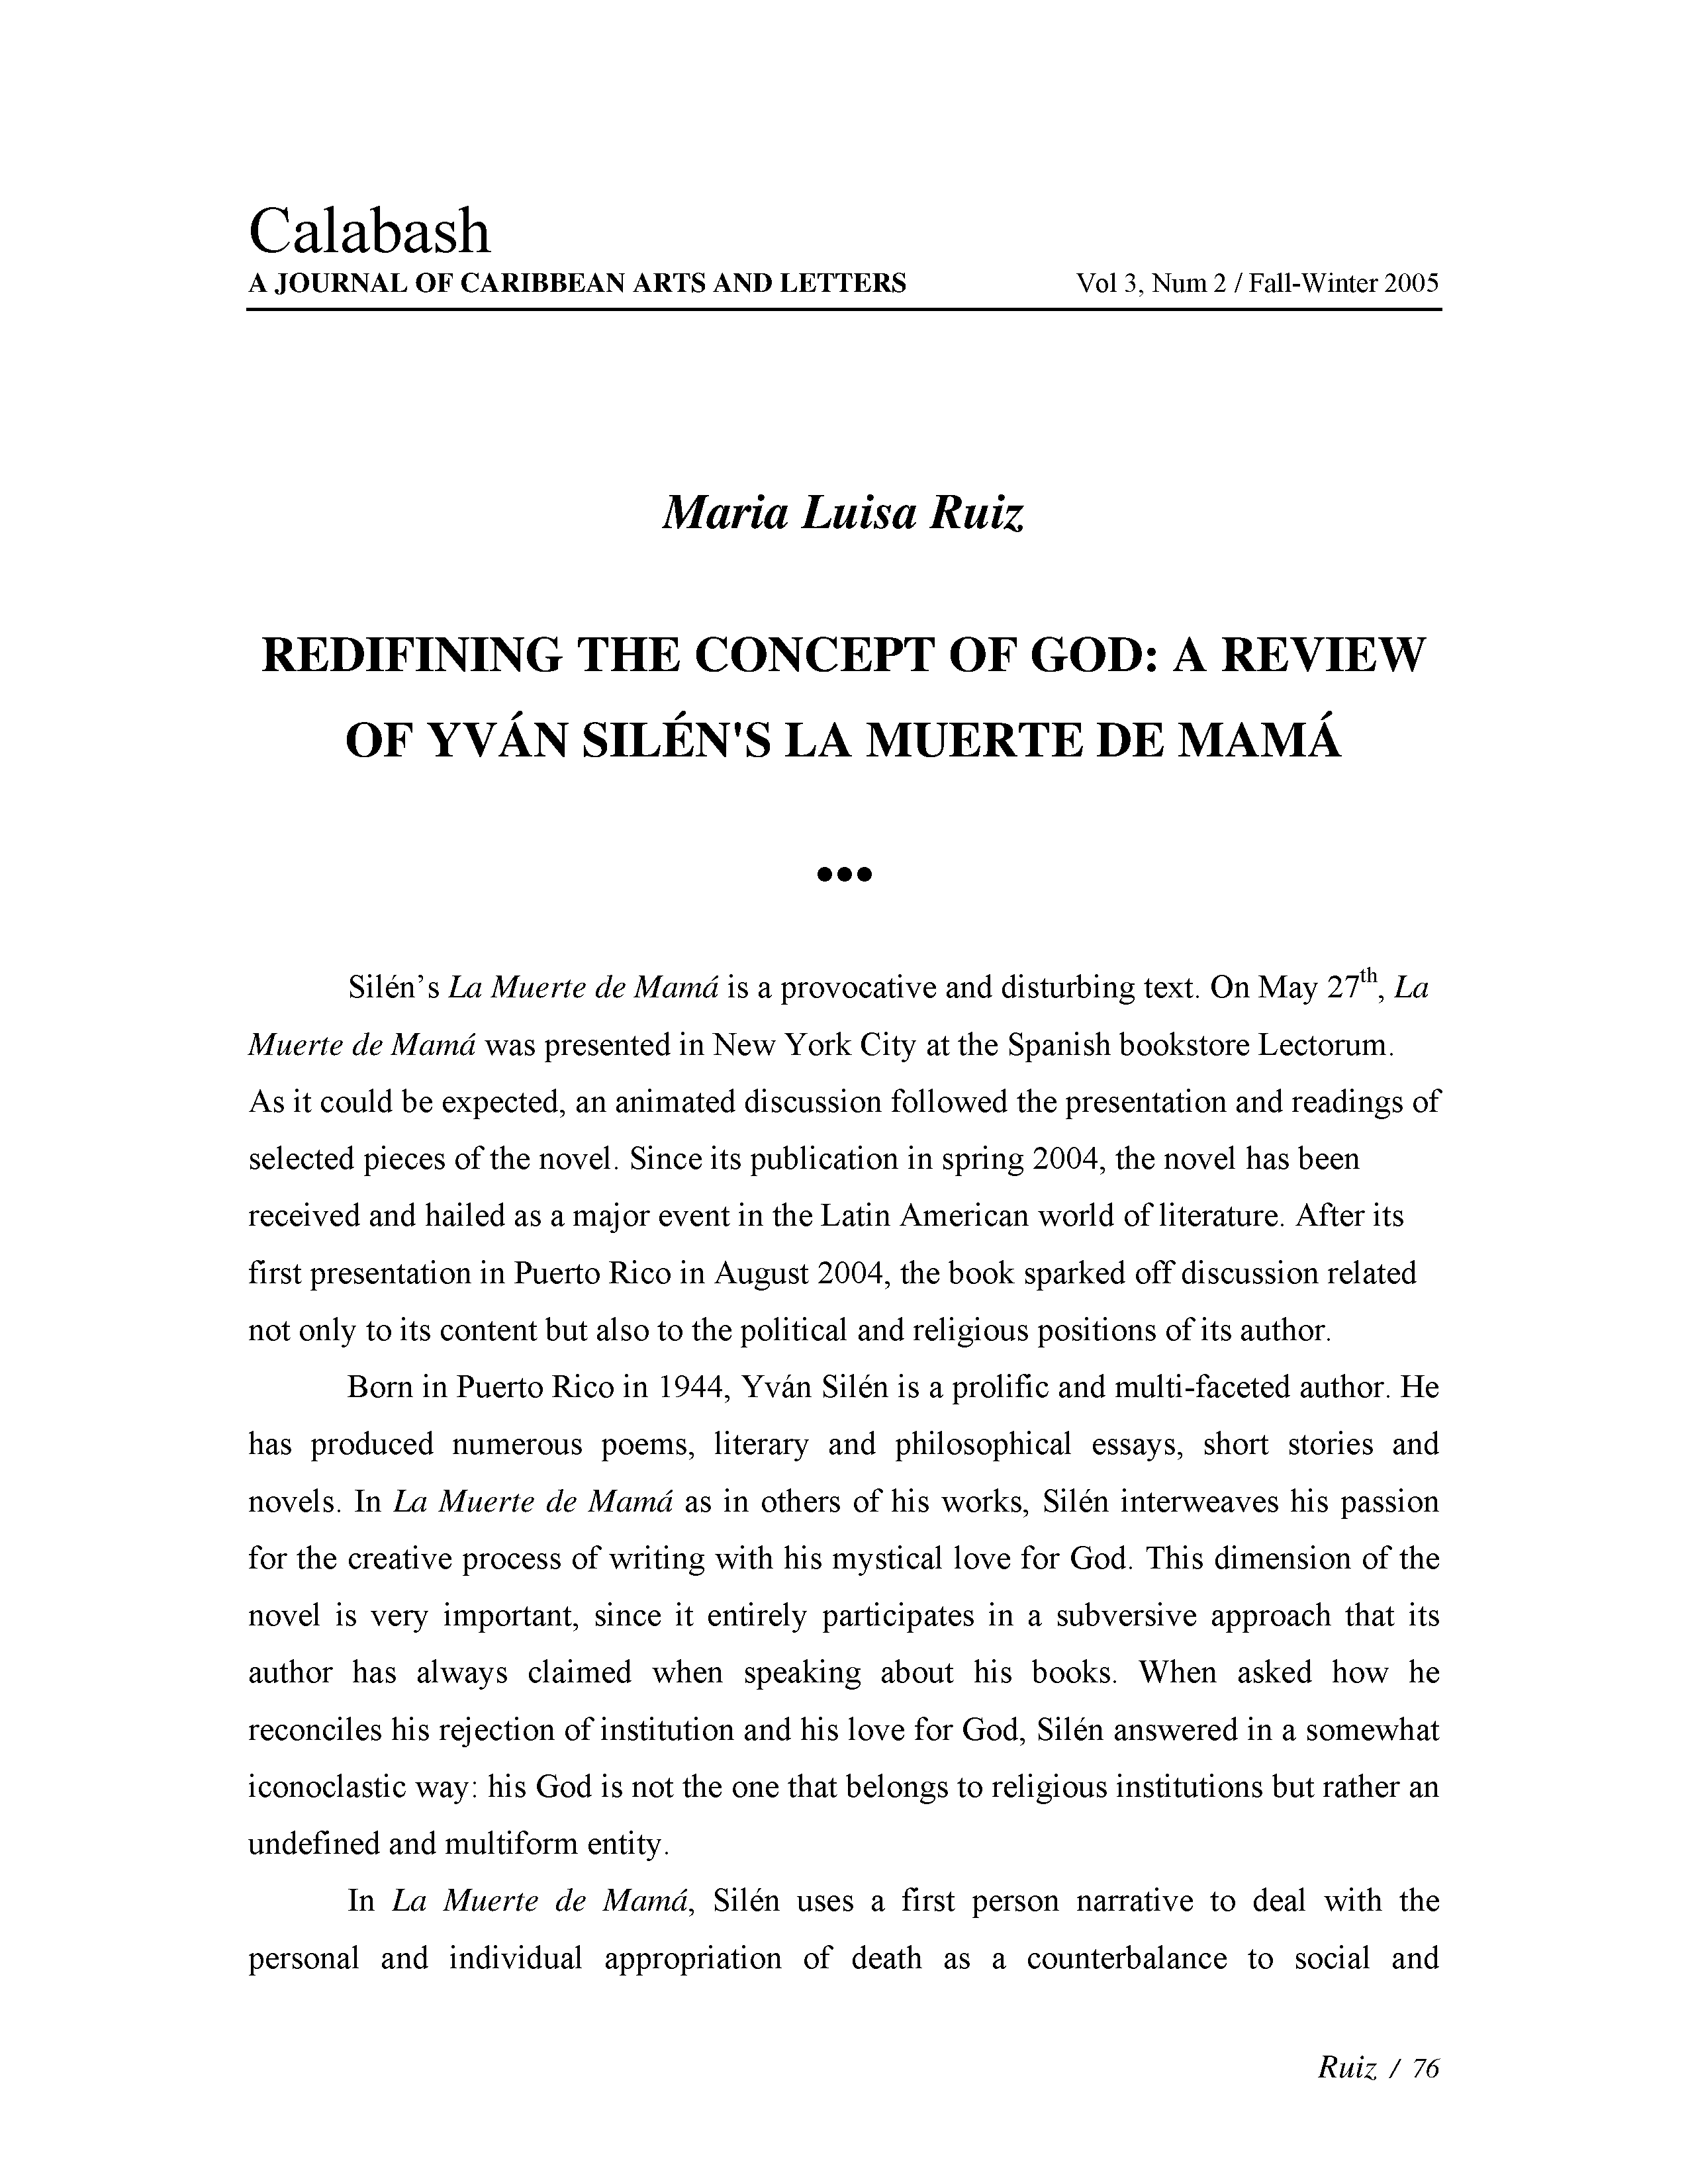 Calabash
A JOURNAL OF CARIBBEAN ARTS AND LETTERS Vol 3, Num 2 / Fall-Winter 2005
Maria Luisa Ruiz
REDIFINING THE CONCEPT OF GOD: A REVIEW
OF YVÁN SILÉN'S LA MUERTE DE MAMÁ
●●●
Silén’s La Muerte de Mamá is a provocative and disturbing text. On May 27th, La
Muerte de Mamá was presented in New York City at the Spanish bookstore Lectorum.
As it could be expected, an animated discussion followed the presentation and readings of
selected pieces of the novel. Since its publication in spring 2004, the novel has been
received and hailed as a major event in the Latin American world of literature. After its
first presentation in Puerto Rico in August 2004, the book sparked off discussion related
not only to its content but also to the political and religious positions of its author.
Born in Puerto Rico in 1944, Yván Silén is a prolific and multi-faceted author. He
has produced numerous poems, literary and philosophical essays, short stories and
novels. In La Muerte de Mamá as in others of his works, Silén interweaves his passion
for the creative process of writing with his mystical love for God. This dimension of the
novel is very important, since it entirely participates in a subversive approach that its
author has always claimed when speaking about his books. When asked how he
reconciles his rejection of institution and his love for God, Silén answered in a somewhat
iconoclastic way: his God is not the one that belongs to religious institutions but rather an
undefined and multiform entity.
In La Muerte de Mamá, Silén uses a first person narrative to deal with the
personal and individual appropriation of death as a counterbalance to social and
Ruiz / 76